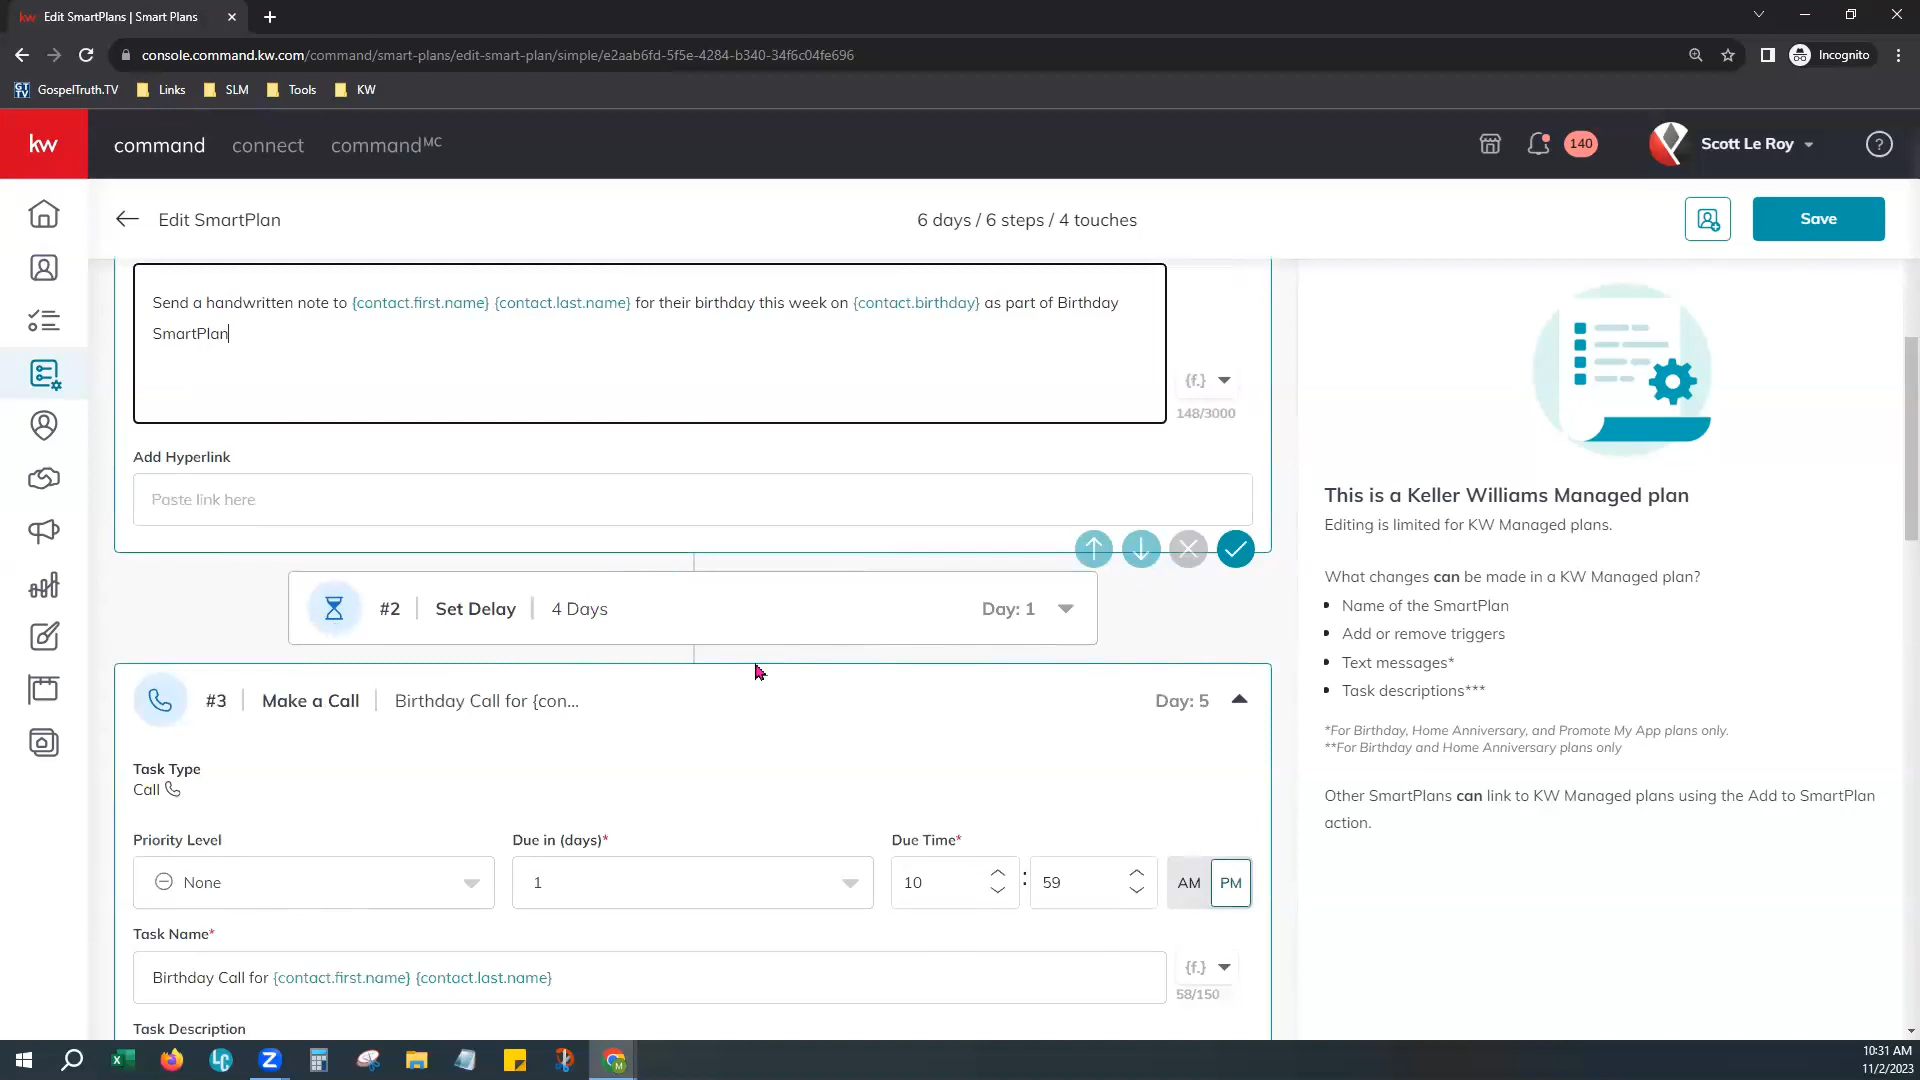 kw Edit SmartPlans | Smart Plans
console.command.kw.com/command/smart-plans/edit-smart-plan/simple/e2aab6fd-5f5e-4284-b340-34f6c04fe696
Incognito
GT TV GospelTruth.TV Links SLM Tools KW
kw command connect commandMC
140 Scott Le Roy ?
Edit SmartPlan
6 days / 6 steps / 4 touches
Save
Send a handwritten note to {contact.first.name} {contact.last.name} for their birthday this week on {contact.birthday} as part of Birthday
SmartPlan
{f.}
148/3000
Add Hyperlink
Paste link here
#2 Set Delay 4 Days Day: 1
#3 Make a Call Birthday Call for {con... Day: 5
Task Type
Call
Priority Level Due in (days)* Due Time*
None 1 10 : 59 AM PM
Task Name*
Birthday Call for {contact.first.name} {contact.last.name}
{f.}
58/150
Task Description
This is a Keller Williams Managed plan
Editing is limited for KW Managed plans.
What changes can be made in a KW Managed plan?
• Name of the SmartPlan
• Add or remove triggers
• Text messages*
• Task descriptions***
*For Birthday, Home Anniversary, and Promote My App plans only.
**For Birthday and Home Anniversary plans only
Other SmartPlans can link to KW Managed plans using the Add to SmartPlan
action.
10:31 AM
11/2/2023